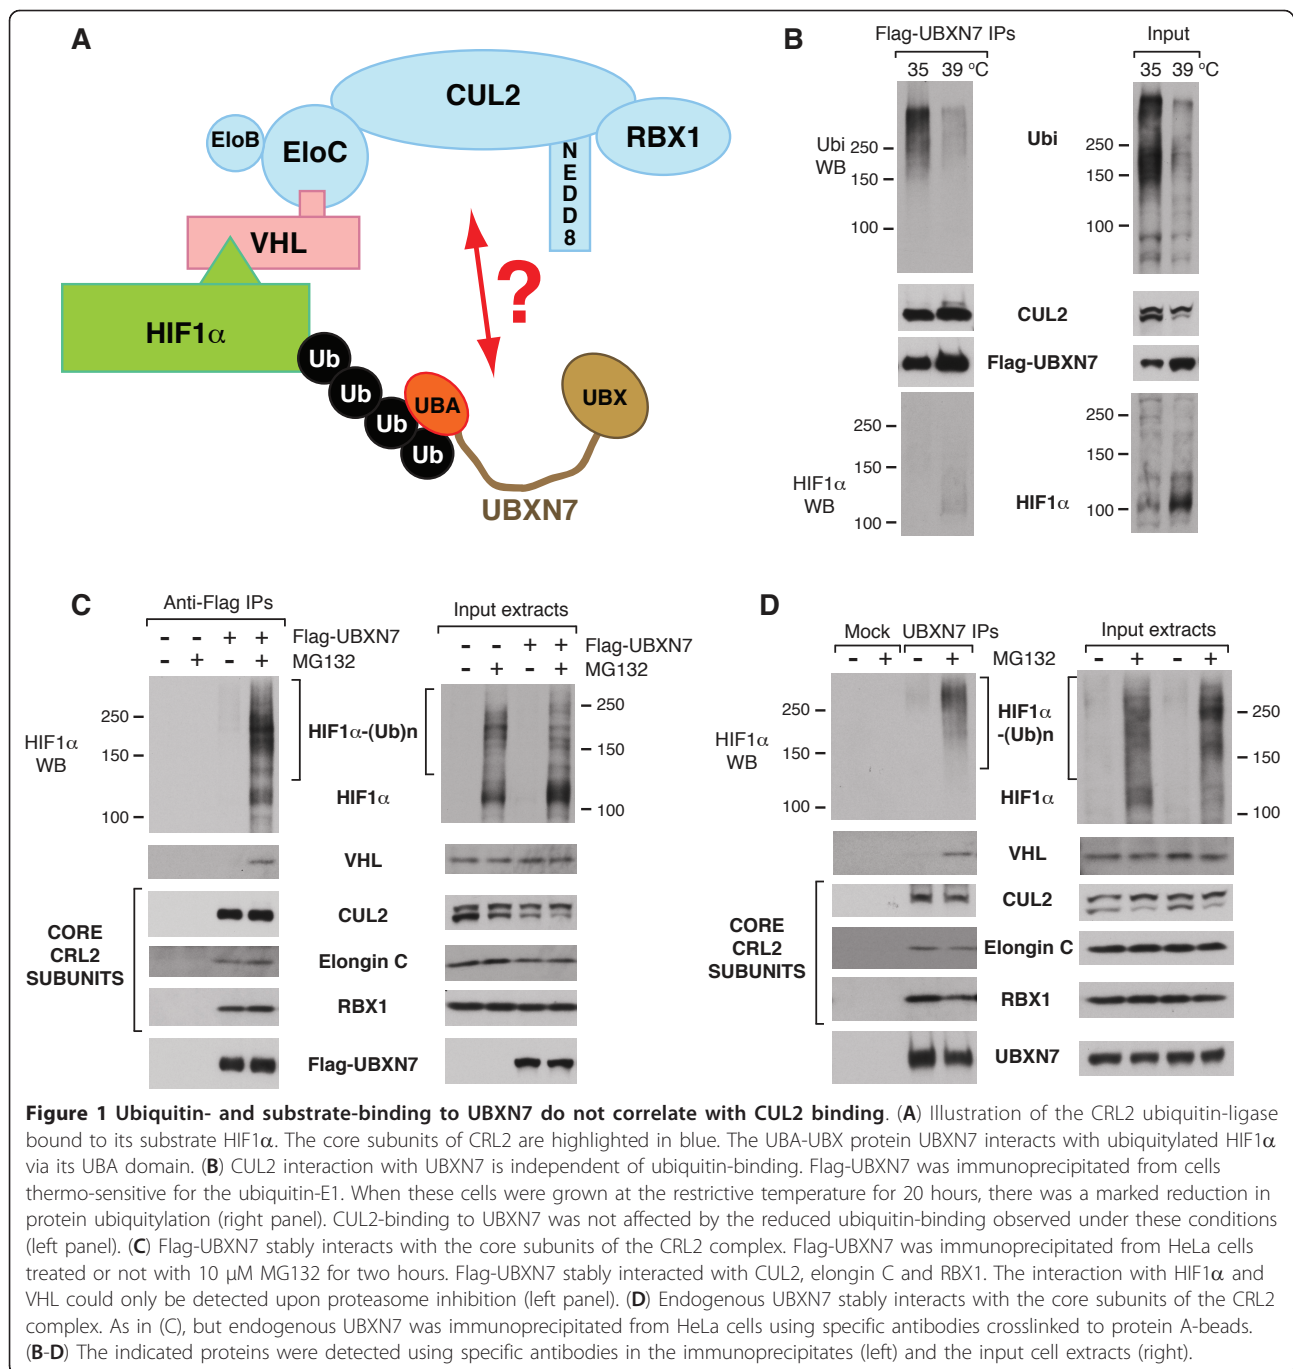 A
CUL2
EloB
EloC
RBX1
NEDD8
VHL
HIF1α
?
Ub
Ub
Ub
Ub
UBA
UBX
UBXN7
B
Flag-UBXN7 IPs
Input
35 39 ºC
35 39 ºC
Ubi
WB
250
150
100
Ubi
250
150
100
CUL2
Flag-UBXN7
HIF1α
WB
250
150
100
HIF1α
250
150
100
C
Anti-Flag IPs
Input extracts
- - + + Flag-UBXN7
- + - + MG132
- - + + Flag-UBXN7
- + - + MG132
HIF1α
WB
250
150
100
HIF1α-(Ub)n
HIF1α
250
150
100
VHL
CORE
CRL2
SUBUNITS
CUL2
Elongin C
RBX1
Flag-UBXN7
D
Mock UBXN7 IPs
Input extracts
- + - + MG132 - + - +
HIF1α
WB
250
150
100
HIF1α
-(Ub)n
HIF1α
250
150
100
VHL
CORE
CRL2
SUBUNITS
CUL2
Elongin C
RBX1
UBXN7
Figure 1 Ubiquitin- and substrate-binding to UBXN7 do not correlate with CUL2 binding. (A) Illustration of the CRL2 ubiquitin-ligase
bound to its substrate HIF1α. The core subunits of CRL2 are highlighted in blue. The UBA-UBX protein UBXN7 interacts with ubiquitylated HIF1α
via its UBA domain. (B) CUL2 interaction with UBXN7 is independent of ubiquitin-binding. Flag-UBXN7 was immunoprecipitated from cells
thermo-sensitive for the ubiquitin-E1. When these cells were grown at the restrictive temperature for 20 hours, there was a marked reduction in
protein ubiquitylation (right panel). CUL2-binding to UBXN7 was not affected by the reduced ubiquitin-binding observed under these conditions
(left panel). (C) Flag-UBXN7 stably interacts with the core subunits of the CRL2 complex. Flag-UBXN7 was immunoprecipitated from HeLa cells
treated or not with 10 μM MG132 for two hours. Flag-UBXN7 stably interacted with CUL2, elongin C and RBX1. The interaction with HIF1α and
VHL could only be detected upon proteasome inhibition (left panel). (D) Endogenous UBXN7 stably interacts with the core subunits of the CRL2
complex. As in (C), but endogenous UBXN7 was immunoprecipitated from HeLa cells using specific antibodies crosslinked to protein A-beads.
(B-D) The indicated proteins were detected using specific antibodies in the immunoprecipitates (left) and the input cell extracts (right).